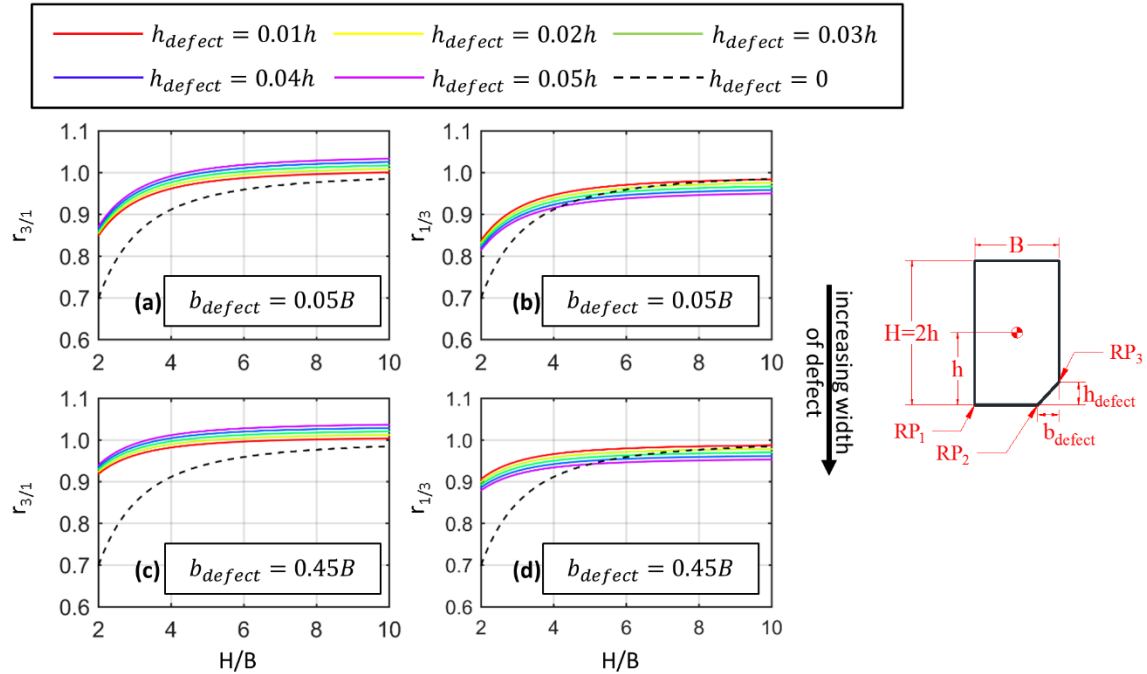 h_defect = 0.01h h_defect = 0.02h h_defect = 0.03h
h_defect = 0.04h h_defect = 0.05h h_defect = 0
1.1
1.0
0.9
0.8
0.7
0.6
r_3/1
(a) b_defect = 0.05B
2 4 6 8 10
1.1
1.0
0.9
0.8
0.7
0.6
r_1/3
(b) b_defect = 0.05B
2 4 6 8 10
1.1
1.0
0.9
0.8
0.7
0.6
r_3/1
(c) b_defect = 0.45B
2 4 6 8 10
H/B
1.1
1.0
0.9
0.8
0.7
0.6
r_1/3
(d) b_defect = 0.45B
2 4 6 8 10
H/B
increasing width
of defect
B
H=2h
h
RP_3
h_defect
b_defect
RP_1
RP_2